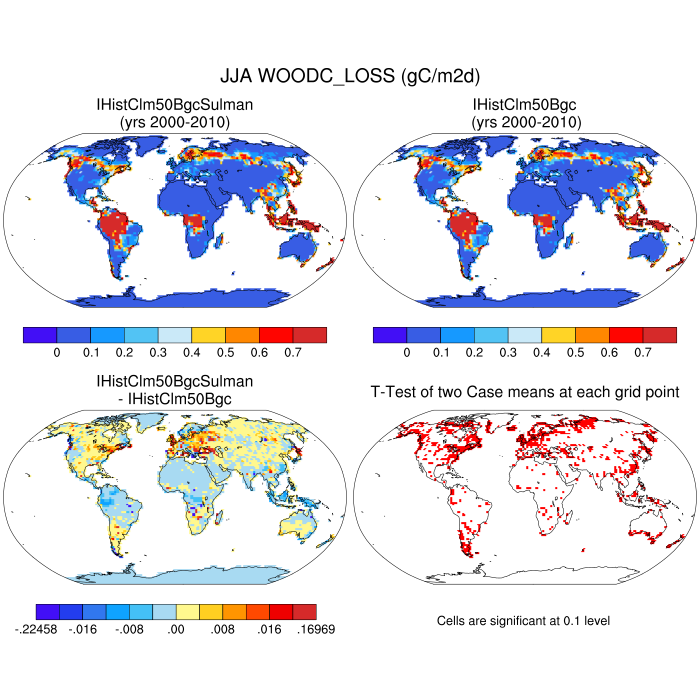 JJA WOODC_LOSS (gC/m2d)
IHistClm50BgcSulman
(yrs 2000-2010)
IHistClm50Bgc
(yrs 2000-2010)
0 0.1 0.2 0.3 0.4 0.5 0.6 0.7
0 0.1 0.2 0.3 0.4 0.5 0.6 0.7
IHistClm50BgcSulman
- IHistClm50Bgc
T-Test of two Case means at each grid point
-.22458 -.016 -.008 .00 .008 .016 .16969
Cells are significant at 0.1 level